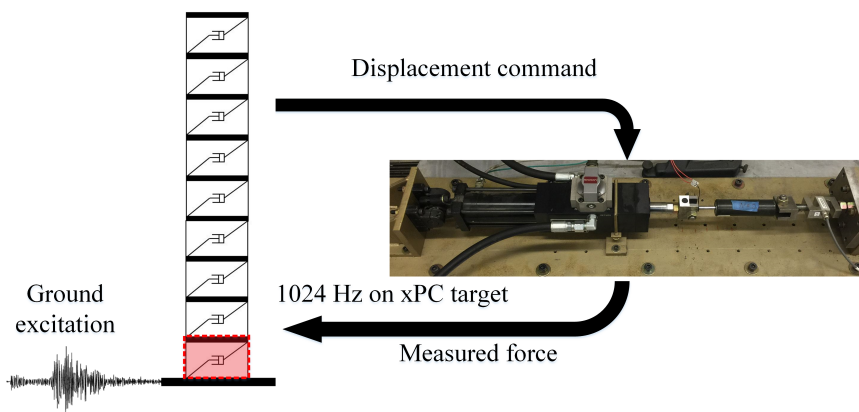 Displacement command
1024 Hz on xPC target
Measured force
Ground
excitation